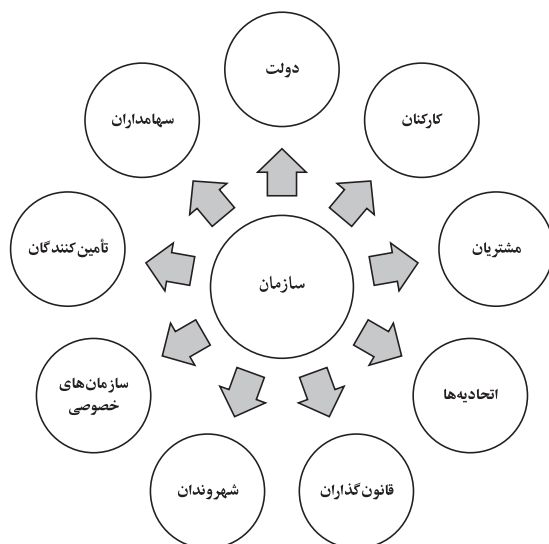 دولت
کارکنان
مشتریان
اتحادیه‌ها
قانون‌گذاران
شهروندان
سازمان‌های
خصوصی
تأمین‌کنندگان
سهامداران
سازمان